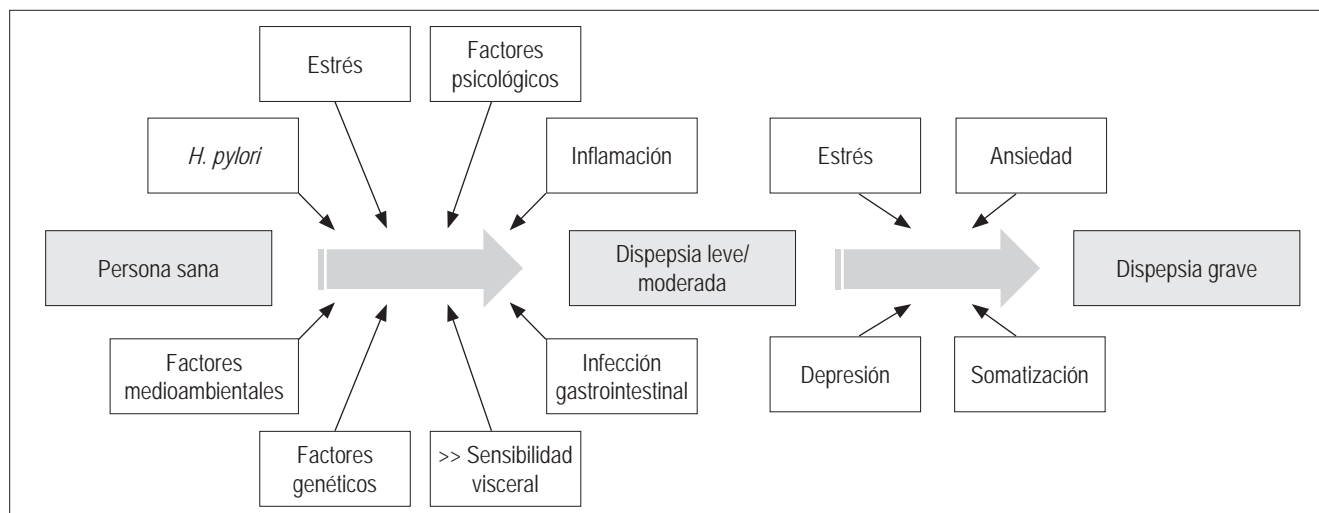 Estrés
Factores
psicológicos
H. pylori
Inflamación
Estrés
Ansiedad
Persona sana
Dispepsia leve/
moderada
Dispepsia grave
Factores
medioambientales
Infección
gastrointestinal
Depresión
Somatización
Factores
genéticos
>> Sensibilidad
visceral